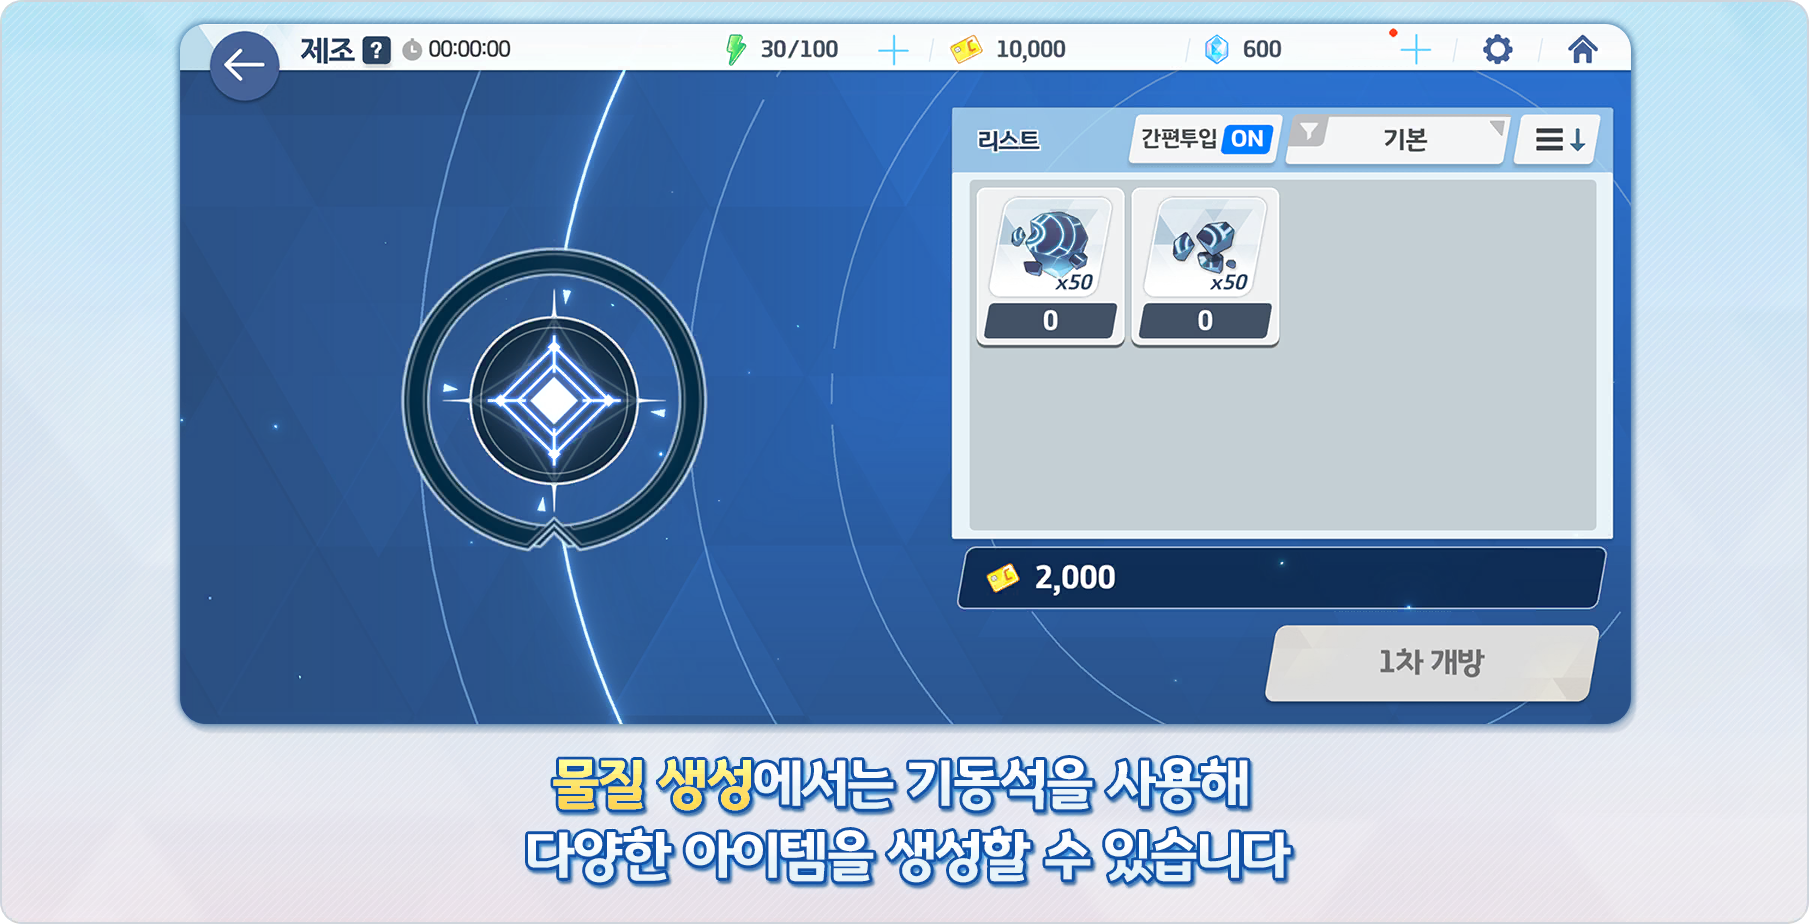 제조 ? 00:00:00 30/100 10,000 600
리스트 간편투입 ON 기본
x50 x50
0 0
2,000
1차 개방
물질 생성에서는 기동석을 사용해
다양한 아이템을 생성할 수 있습니다